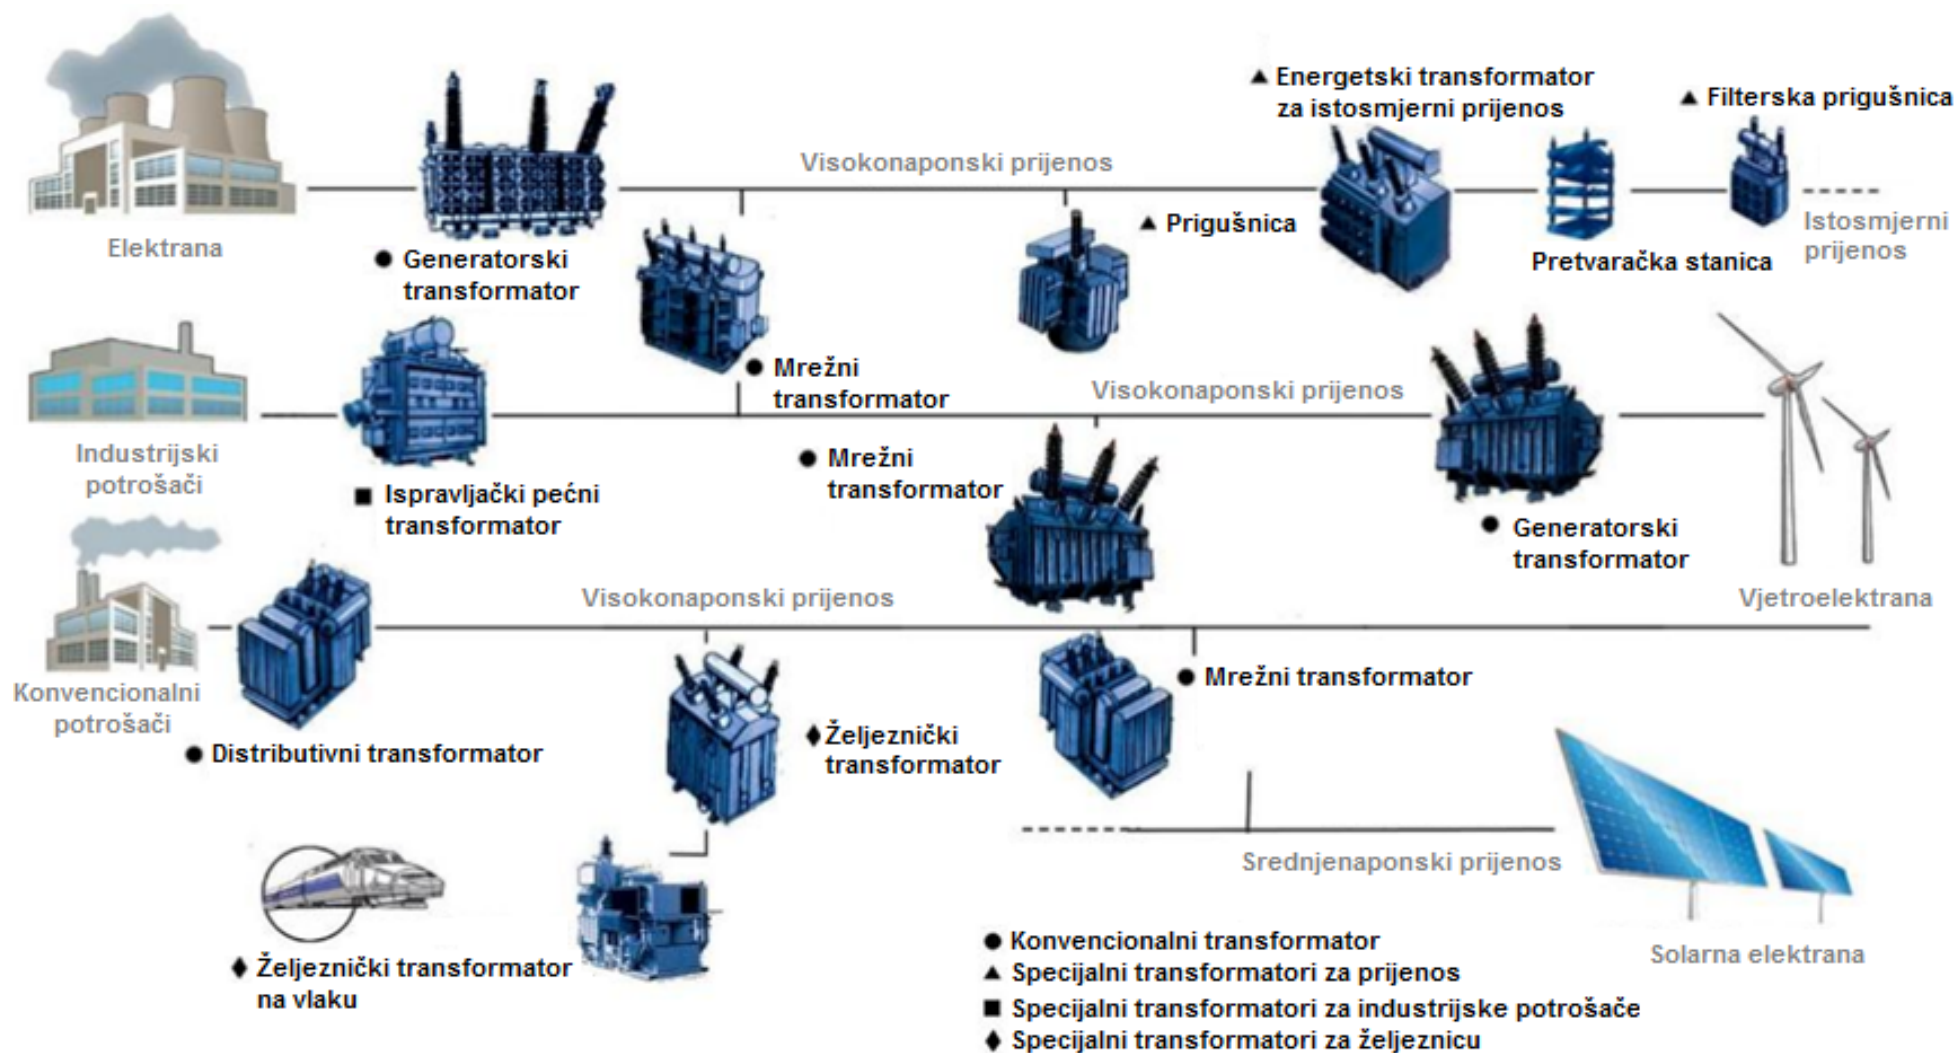 ▲ Energetski transformator
za istosmjerni prijenos
▲ Filterska prigušnica
Visokonaponski prijenos
Elektrana
● Generatorski
transformator
▲ Prigušnica
Pretvaračka stanica
Istosmjerni
prijenos
● Mrežni
transformator
Visokonaponski prijenos
Industrijski
potrošači
■ Ispravljački pećni
transformator
● Mrežni
transformator
● Generatorski
transformator
Visokonaponski prijenos
Vjetroelektrana
Konvencionalni
potrošači
● Mrežni transformator
● Distributivni transformator
♦ Željeznički
transformator
Srednjenaponski prijenos
♦ Željeznički transformator
na vlaku
Solarna elektrana
● Konvencionalni transformator
▲ Specijalni transformatori za prijenos
■ Specijalni transformatori za industrijske potrošače
♦ Specijalni transformatori za željeznicu